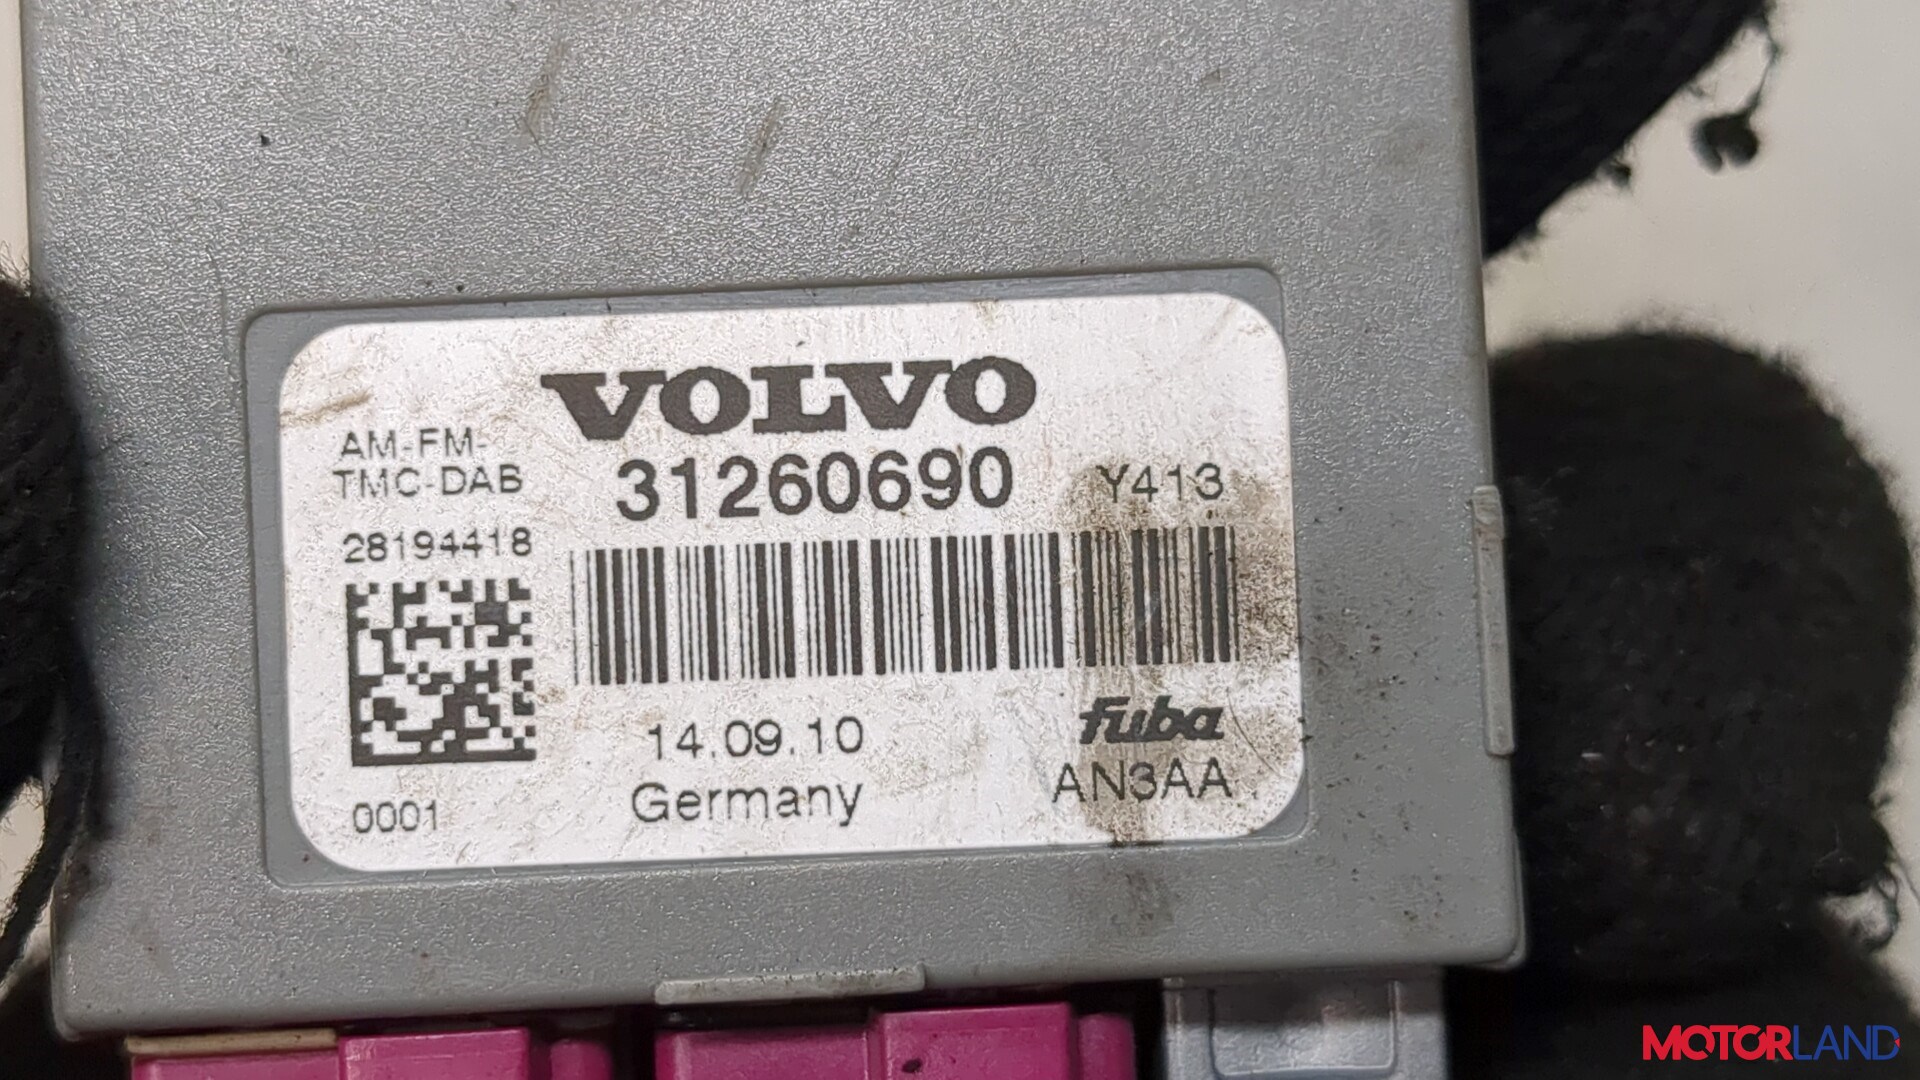 VOLVO
AM-FM-
TMC-DAB
31260690
Y413
28194418
14.09.10
fuba
Germany
AN3AA
0001
MOTORLAND